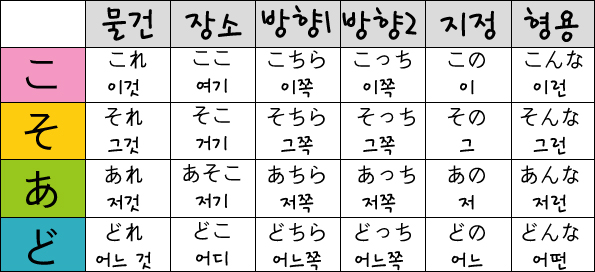 물건 장소 방향1 방향2 지정 형용
こ これ ここ こちら こっち この こんな
이것 여기 이쪽 이쪽 이 이런
そ それ そこ そちら そっち その そんな
그것 거기 그쪽 그쪽 그 그런
あ あれ あそこ あちら あっち あの あんな
저것 저기 저쪽 저쪽 저 저런
ど どれ どこ どちら どっち どの どんな
어느 것 어디 어느쪽 어느쪽 어느 어떤